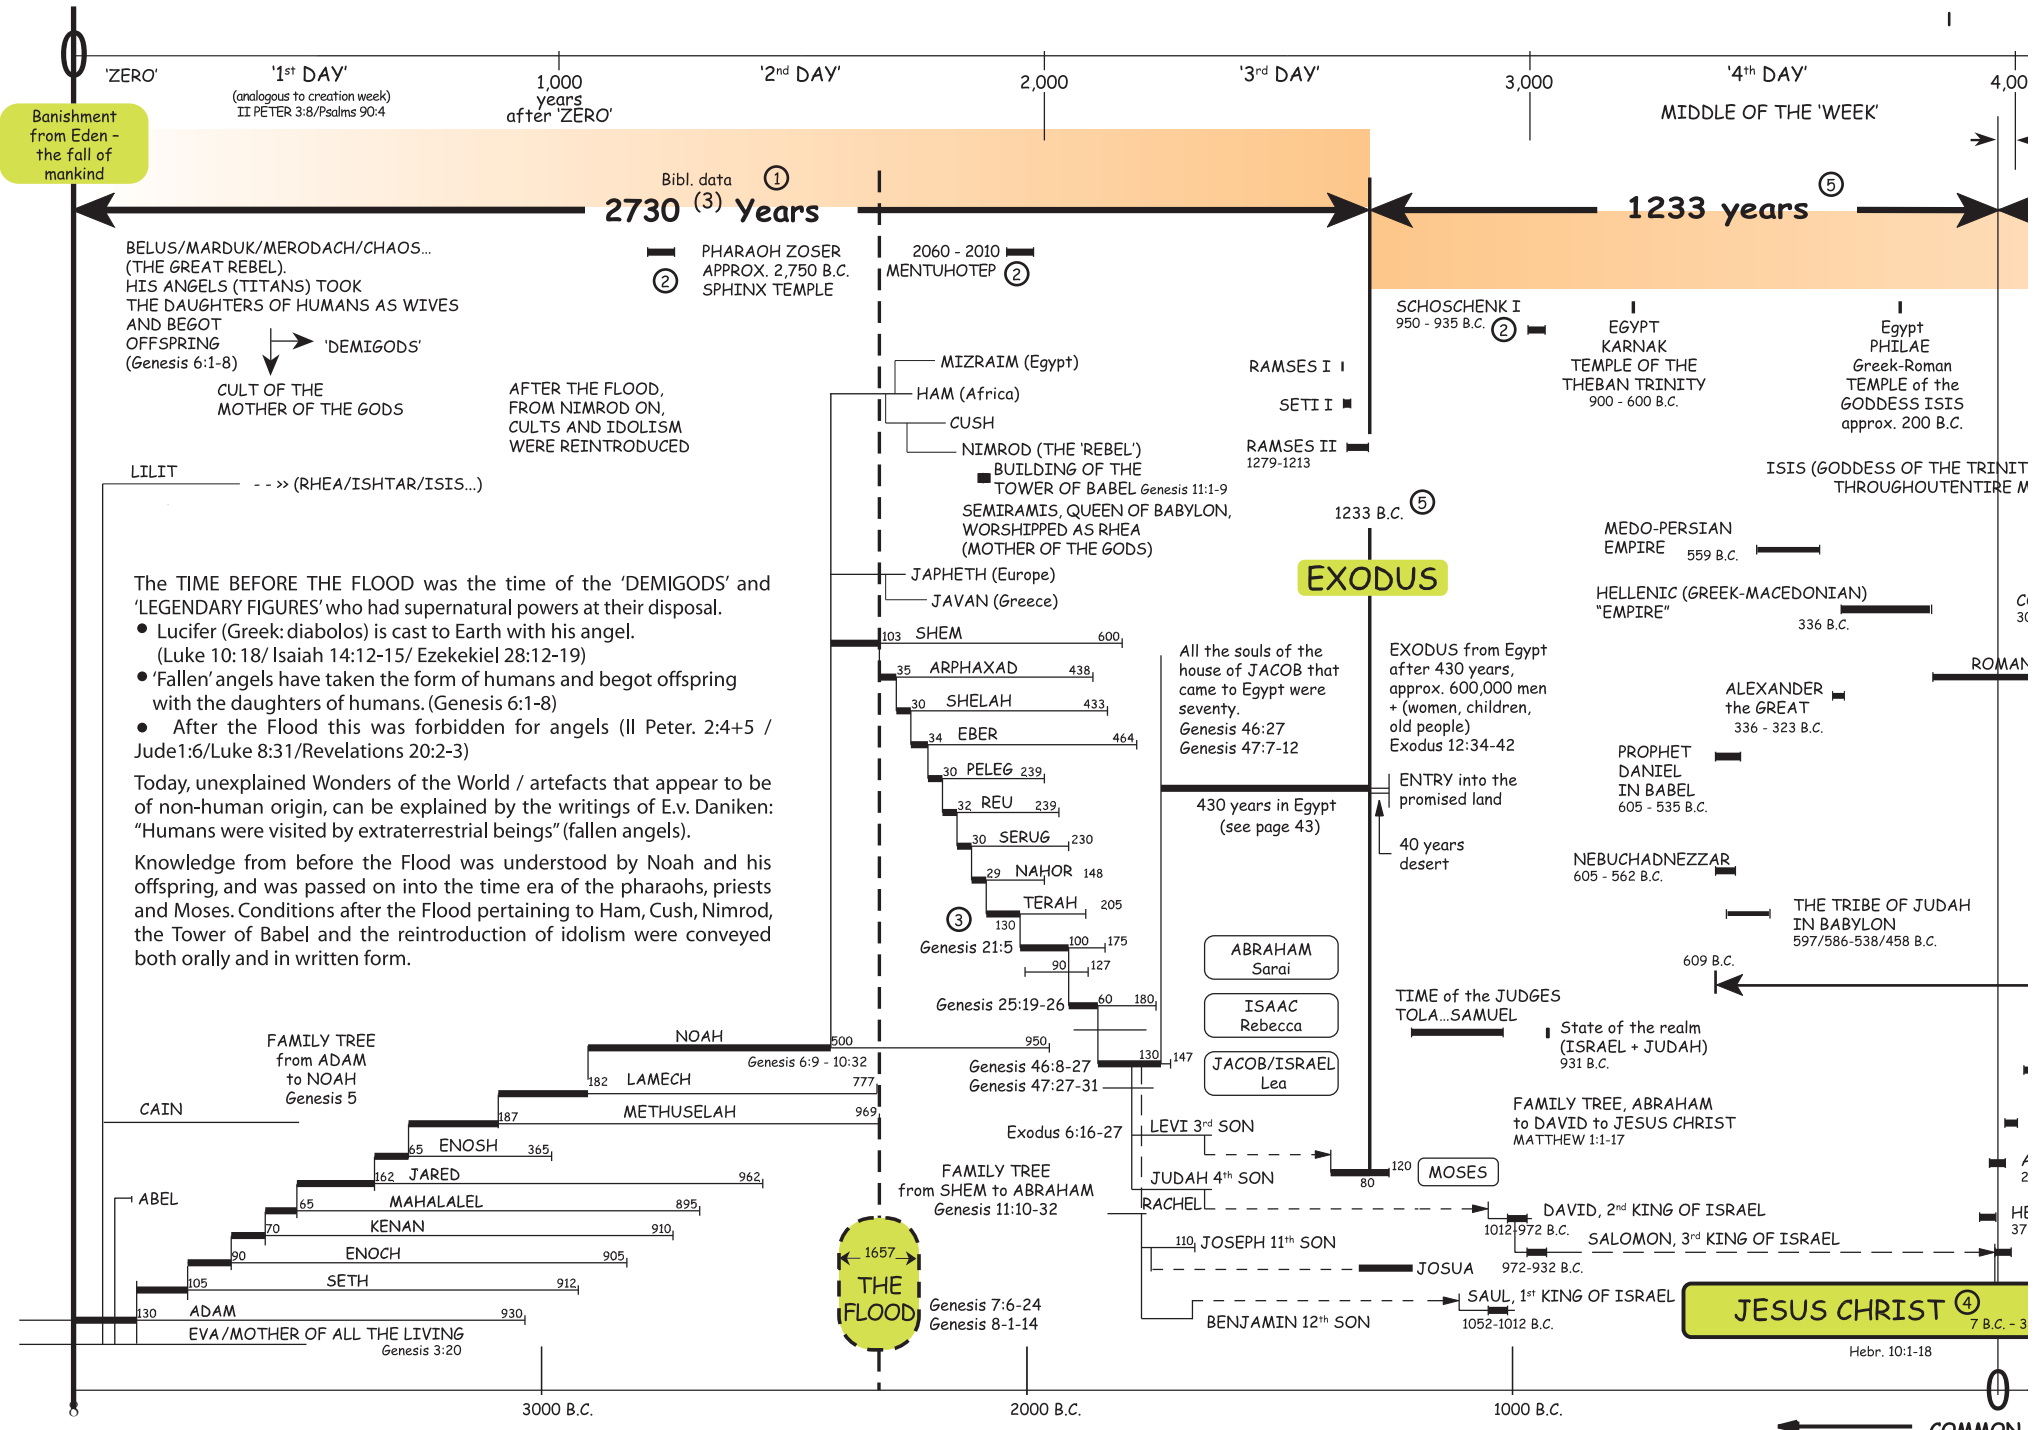 0
'ZERO'
'1st DAY'
(analogous to creation week)
II PETER 3:8/Psalms 90:4
1,000
years
after 'ZERO'
'2nd DAY'
2,000
'3rd DAY'
3,000
'4th DAY'
4,00
MIDDLE OF THE 'WEEK'
Banishment
from Eden –
the fall of
mankind
Bibl. data 1
2730 (3) Years
1233 years 5
BELUS/MARDUK/MERODACH/CHAOS...
(THE GREAT REBEL).
HIS ANGELS (TITANS) TOOK
THE DAUGHTERS OF HUMANS AS WIVES
AND BEGOT
OFFSPRING
(Genesis 6:1-8)
'DEMIGODS'
CULT OF THE
MOTHER OF THE GODS
2
PHARAOH ZOSER
APPROX. 2,750 B.C.
SPHINX TEMPLE
2060 - 2010
MENTUHOTEP 2
AFTER THE FLOOD,
FROM NIMROD ON,
CULTS AND IDOLISM
WERE REINTRODUCED
MIZRAIM (Egypt)
HAM (Africa)
CUSH
NIMROD (THE 'REBEL')
BUILDING OF THE
TOWER OF BABEL Genesis 11:1-9
SEMIRAMIS, QUEEN OF BABYLON,
WORSHIPPED AS RHEA
(MOTHER OF THE GODS)
JAPHETH (Europe)
JAVAN (Greece)
RAMSES I
SETI I
RAMSES II
1279-1213
1233 B.C. 5
EXODUS
SCHOSCHENK I
950 - 935 B.C. 2
EGYPT
KARNAK
TEMPLE OF THE
THEBAN TRINITY
900 - 600 B.C.
Egypt
PHILAE
Greek-Roman
TEMPLE of the
GODDESS ISIS
approx. 200 B.C.
ISIS (GODDESS OF THE TRINIT
THROUGHOUTENTIRE M
LILIT
- - >> (RHEA/ISHTAR/ISIS...)
The TIME BEFORE THE FLOOD was the time of the 'DEMIGODS' and
'LEGENDARY FIGURES' who had supernatural powers at their disposal.
• Lucifer (Greek: diabolos) is cast to Earth with his angel.
(Luke 10: 18/ Isaiah 14:12-15/ Ezekekiel 28:12-19)
• 'Fallen' angels have taken the form of humans and begot offspring
with the daughters of humans. (Genesis 6:1-8)
• After the Flood this was forbidden for angels (II Peter. 2:4+5 /
Jude1:6/Luke 8:31/Revelations 20:2-3)
Today, unexplained Wonders of the World / artefacts that appear to be
of non-human origin, can be explained by the writings of E.v. Daniken:
"Humans were visited by extraterrestrial beings" (fallen angels).
Knowledge from before the Flood was understood by Noah and his
offspring, and was passed on into the time era of the pharaohs, priests
and Moses. Conditions after the Flood pertaining to Ham, Cush, Nimrod,
the Tower of Babel and the reintroduction of idolism were conveyed
both orally and in written form.
103 SHEM 600
35 ARPHAXAD 438
30 SHELAH 433
34 EBER 464
30 PELEG 239
32 REU 239
30 SERUG 230
29 NAHOR 148
3
TERAH 205
130
Genesis 21:5 100 175
90 127
Genesis 25:19-26 60 180
Genesis 46:8-27 130 147
Genesis 47:27-31
All the souls of the
house of JACOB that
came to Egypt were
seventy.
Genesis 46:27
Genesis 47:7-12
430 years in Egypt
(see page 43)
EXODUS from Egypt
after 430 years,
approx. 600,000 men
+ (women, children,
old people)
Exodus 12:34-42
ENTRY into the
promised land
40 years
desert
ABRAHAM
Sarai
ISAAC
Rebecca
JACOB/ISRAEL
Lea
MEDO-PERSIAN
EMPIRE 559 B.C.
HELLENIC (GREEK-MACEDONIAN)
"EMPIRE"
336 B.C.
C
30
ROMAN
ALEXANDER
the GREAT
336 - 323 B.C.
PROPHET
DANIEL
IN BABEL
605 - 535 B.C.
NEBUCHADNEZZAR
605 - 562 B.C.
THE TRIBE OF JUDAH
IN BABYLON
597/586-538/458 B.C.
609 B.C.
TIME of the JUDGES
TOLA...SAMUEL
State of the realm
(ISRAEL + JUDAH)
931 B.C.
FAMILY TREE, ABRAHAM
to DAVID to JESUS CHRIST
MATTHEW 1:1-17
FAMILY TREE
from ADAM
to NOAH
Genesis 5
NOAH 500 950
Genesis 6:9 - 10:32
182 LAMECH 777
187 METHUSELAH 969
CAIN
65 ENOSH 365
162 JARED 962
ABEL
65 MAHALALEL 895
70 KENAN 910
90 ENOCH 905
105 SETH 912
130 ADAM 930
EVA/MOTHER OF ALL THE LIVING
Genesis 3:20
1657
THE
FLOOD
Genesis 7:6-24
Genesis 8-1-14
FAMILY TREE
from SHEM to ABRAHAM
Genesis 11:10-32
Exodus 6:16-27
LEVI 3rd SON
JUDAH 4th SON
RACHEL
110 JOSEPH 11th SON
BENJAMIN 12th SON
120
80
MOSES
JOSUA
DAVID, 2nd KING OF ISRAEL
1012-972 B.C.
SALOMON, 3rd KING OF ISRAEL
972-932 B.C.
SAUL, 1st KING OF ISRAEL
1052-1012 B.C.
A
2
HE
37
JESUS CHRIST 4
7 B.C. – 3
Hebr. 10:1-18
3000 B.C.
2000 B.C.
1000 B.C.
0
COMMON